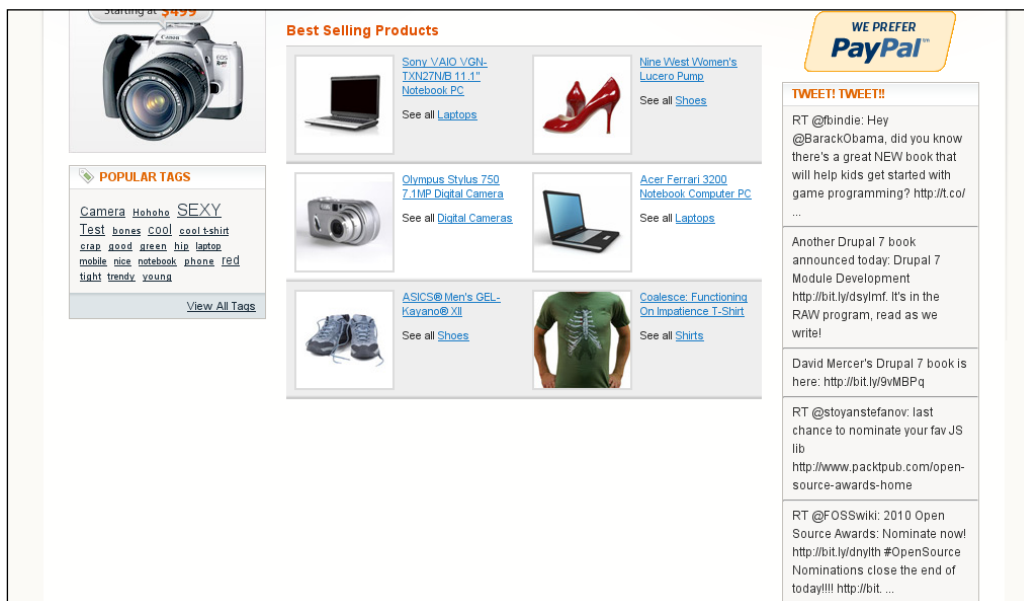 Starting at $499
Canon
EOS
POPULAR TAGS
Camera Hohoho SEXY
Test bones cool cool t-shirt
crap good green hip laptop
mobile nice notebook phone red
tight trendy young
View All Tags
Best Selling Products
Sony VAIO VGN-
TXN27N/B 11.1"
Notebook PC
See all Laptops
Nine West Women's
Lucero Pump
See all Shoes
Olympus Stylus 750
7.1MP Digital Camera
See all Digital Cameras
Acer Ferrari 3200
Notebook Computer PC
See all Laptops
ASICS® Men's GEL-
Kayano® XII
See all Shoes
Coalesce: Functioning
On Impatience T-Shirt
See all Shirts
WE PREFER
PayPal™
TWEET! TWEET!!
RT @fbindie: Hey
@BarackObama, did you know
there's a great NEW book that
will help kids get started with
game programming? http://t.co/
...
Another Drupal 7 book
announced today: Drupal 7
Module Development
http://bit.ly/dsylmf. It's in the
RAW program, read as we
write!
David Mercer's Drupal 7 book is
here: http://bit.ly/9vMBPq
RT @stoyanstefanov: last
chance to nominate your fav JS
lib
http://www.packtpub.com/open-
source-awards-home
RT @FOSSwiki: 2010 Open
Source Awards: Nominate now!
http://bit.ly/dnylth #OpenSource
Nominations close the end of
today!!!! http://bit. ...